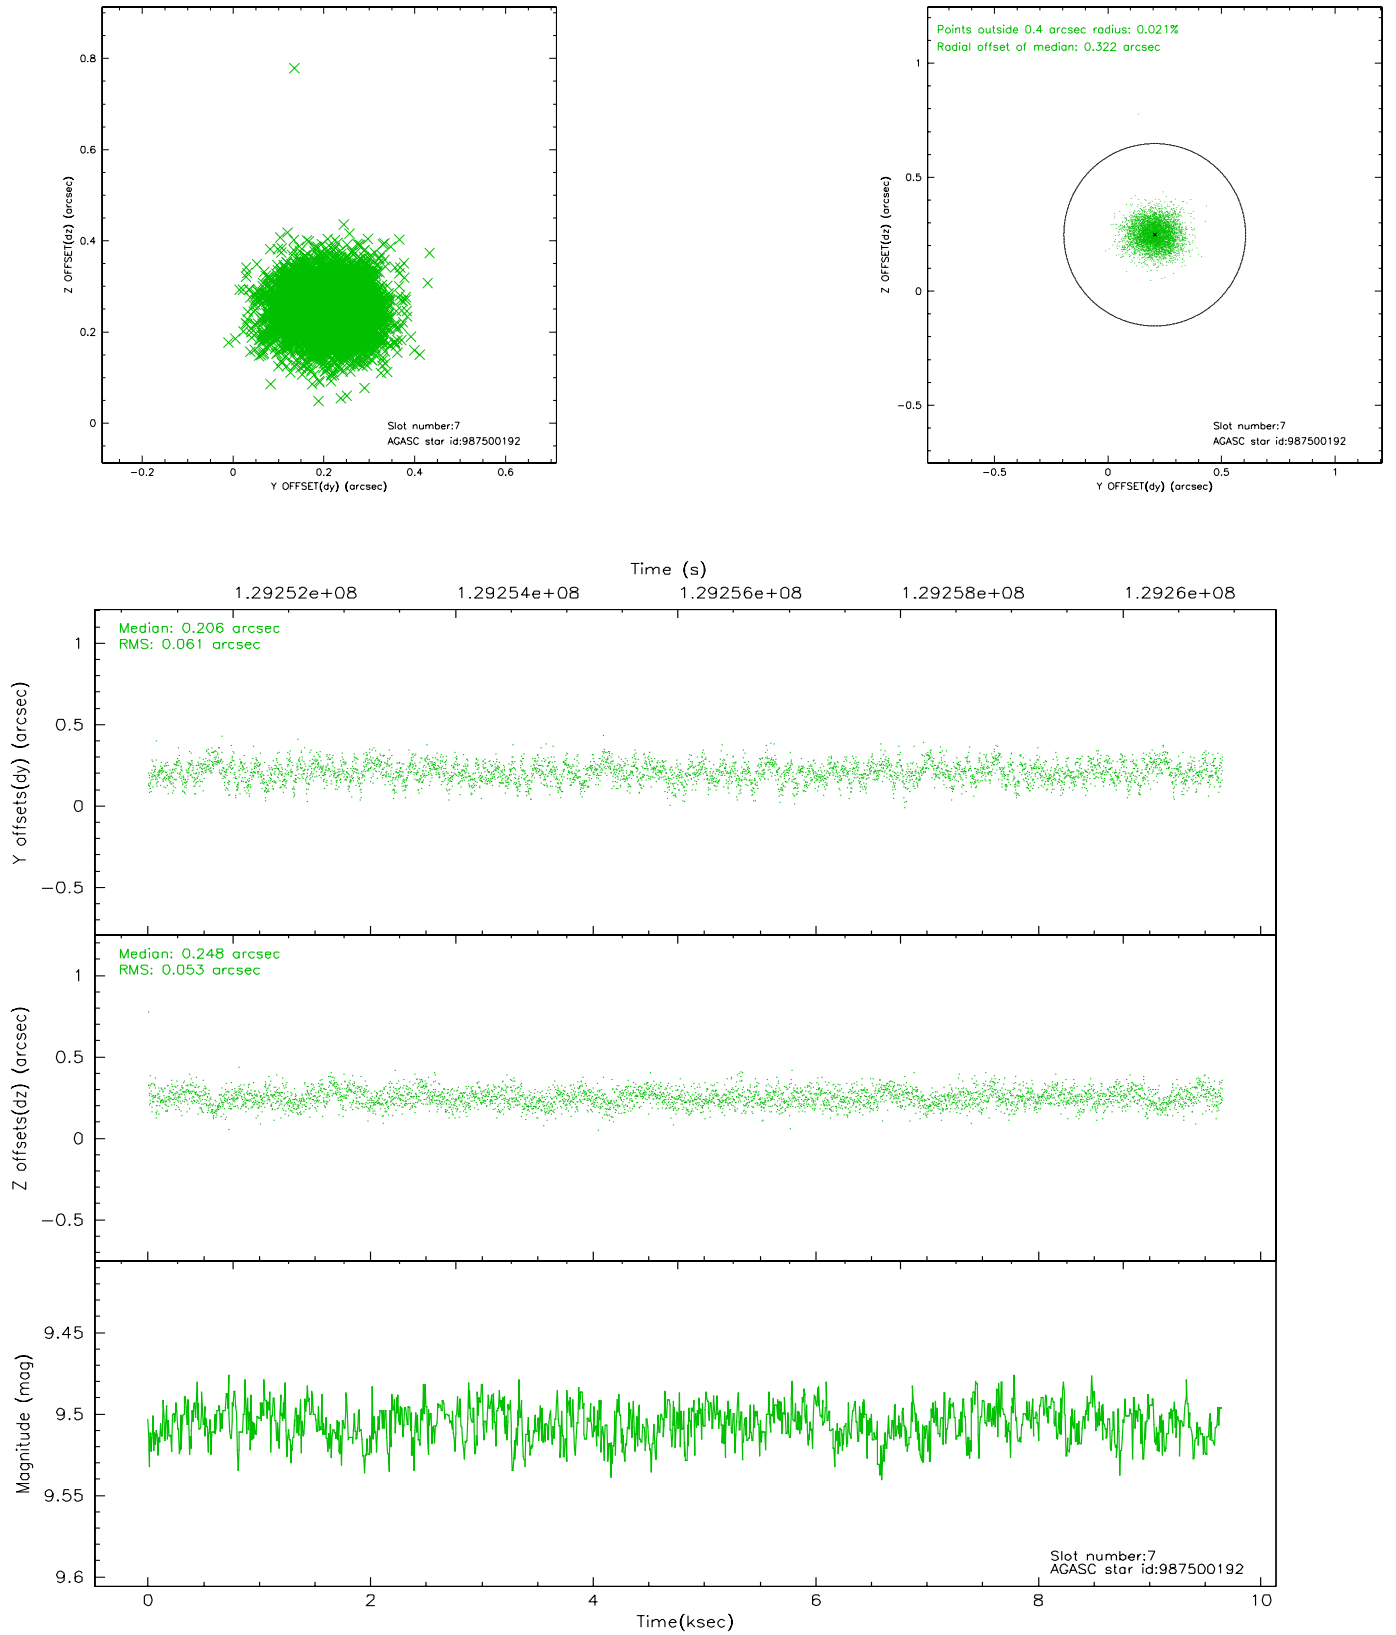 0.8
0.6
0.4
0.2
0
Z OFFSET(dz) (arcsec)
Slot number:7
AGASC star id:987500192
−0.2 0 0.2 0.4 0.6
Y OFFSET(dy) (arcsec)
Points outside 0.4 arcsec radius: 0.021%
Radial offset of median: 0.322 arcsec
1
0.5
0
−0.5
Z OFFSET(dz) (arcsec)
Slot number:7
AGASC star id:987500192
−0.5 0 0.5 1
Y OFFSET(dy) (arcsec)
Time (s)
1.29252e+08 1.29254e+08 1.29256e+08 1.29258e+08 1.2926e+08
Median: 0.206 arcsec
RMS: 0.061 arcsec
1
0.5
0
−0.5
Y offsets(dy) (arcsec)
Median: 0.248 arcsec
RMS: 0.053 arcsec
1
0.5
0
−0.5
Z offsets(dz) (arcsec)
9.45
9.5
9.55
9.6
Magnitude (mag)
Slot number:7
AGASC star id:987500192
0 2 4 6 8 10
Time(ksec)